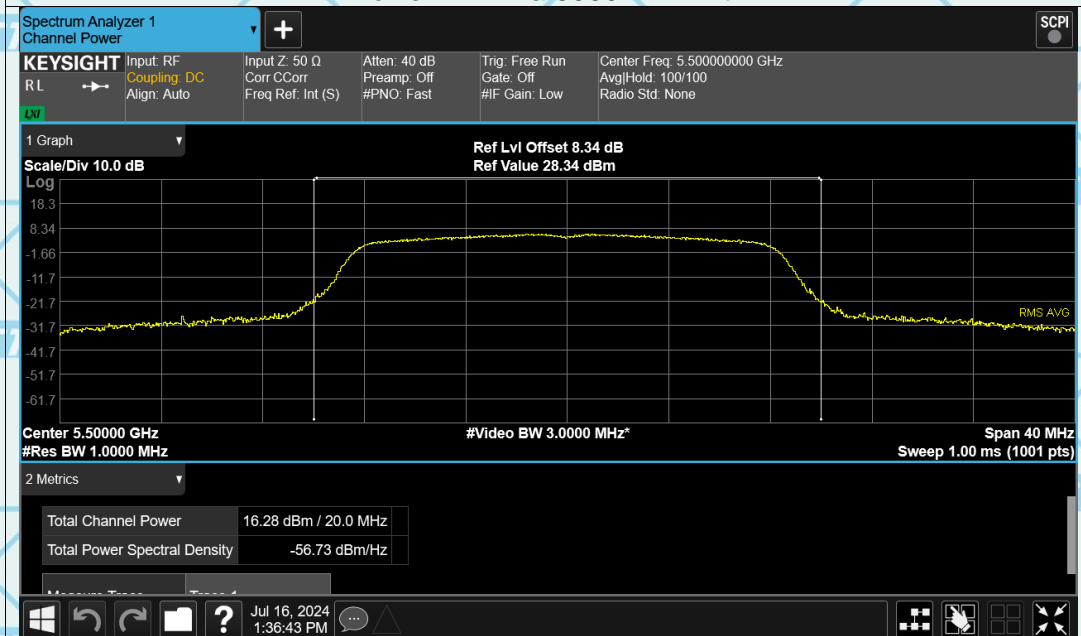 Spectrum Analyzer 1
Channel Power
+
SCPI
KEYSIGHT
R L
LXI
Input: RF
Coupling: DC
Align: Auto
Input Z: 50 Ω
Corr CCorr
Freq Ref: Int (S)
Atten: 40 dB
Preamp: Off
#PNO: Fast
Trig: Free Run
Gate: Off
#IF Gain: Low
Center Freq: 5.500000000 GHz
Avg|Hold: 100/100
Radio Std: None
1 Graph
Scale/Div 10.0 dB
Log
Ref Lvl Offset 8.34 dB
Ref Value 28.34 dBm
18.3
8.34
-1.66
-11.7
-21.7
-31.7
-41.7
-51.7
-61.7
RMS AVG
Center 5.50000 GHz
#Res BW 1.0000 MHz
#Video BW 3.0000 MHz*
Span 40 MHz
Sweep 1.00 ms (1001 pts)
2 Metrics
Total Channel Power 16.28 dBm / 20.0 MHz
Total Power Spectral Density -56.73 dBm/Hz
?
Jul 16, 2024
1:36:43 PM